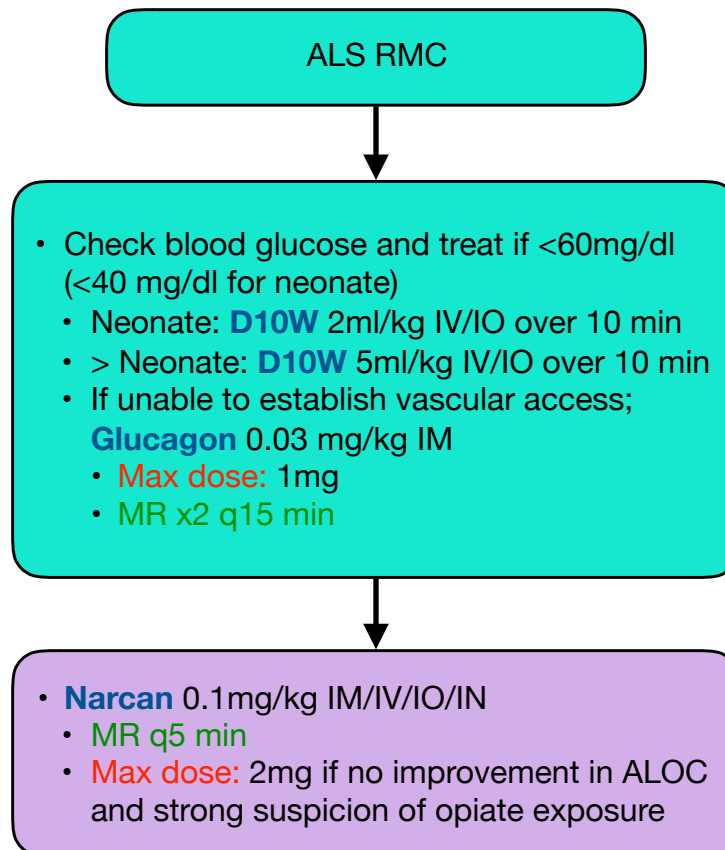 ALS RMC
• Check blood glucose and treat if <60mg/dl
(<40 mg/dl for neonate)
• Neonate: D10W 2ml/kg IV/IO over 10 min
• > Neonate: D10W 5ml/kg IV/IO over 10 min
• If unable to establish vascular access;
Glucagon 0.03 mg/kg IM
• Max dose: 1mg
• MR x2 q15 min
• Narcan 0.1mg/kg IM/IV/IO/IN
• MR q5 min
• Max dose: 2mg if no improvement in ALOC
and strong suspicion of opiate exposure